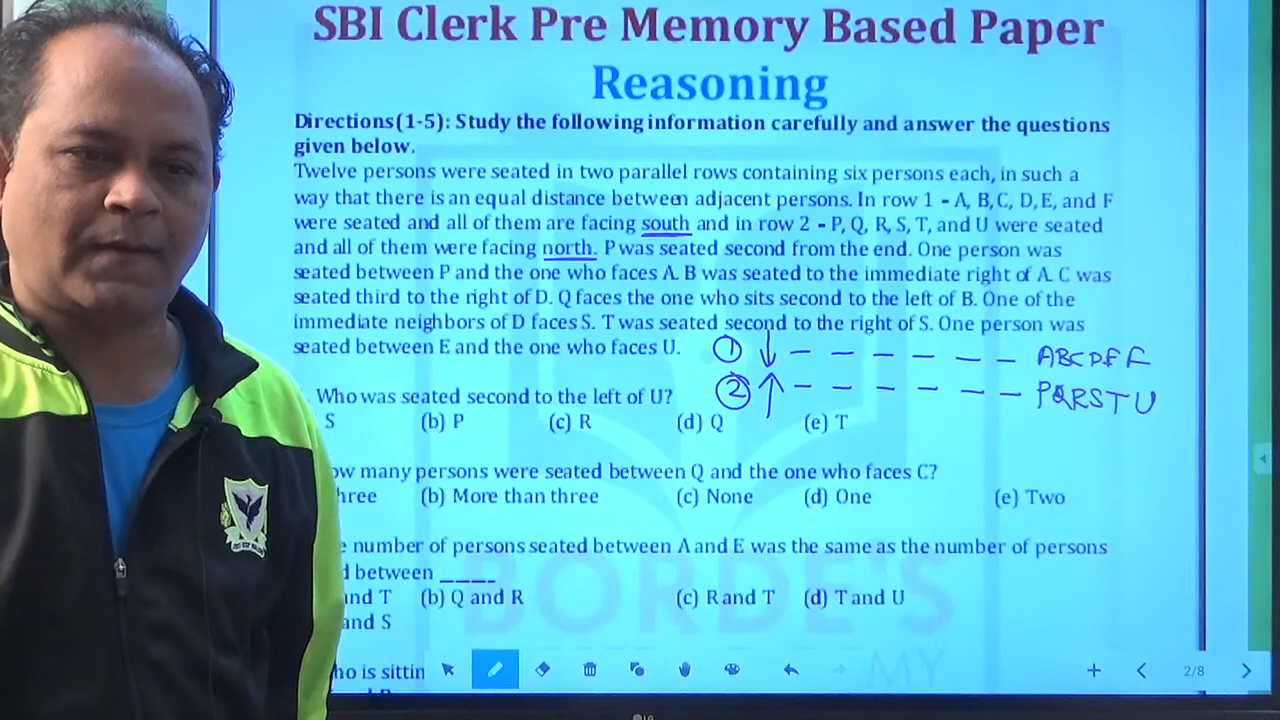 SBI Clerk Pre Memory Based Paper
Reasoning
Directions(1-5): Study the following information carefully and answer the questions
given below.
Twelve persons were seated in two parallel rows containing six persons each, in such a
way that there is an equal distance between adjacent persons. In row 1 - A, B, C, D, E, and F
were seated and all of them are facing south and in row 2 - P, Q, R, S, T, and U were seated
and all of them were facing north. P was seated second from the end. One person was
seated between P and the one who faces A. B was seated to the immediate right of A. C was
seated third to the right of D. Q faces the one who sits second to the left of B. One of the
immediate neighbors of D faces S. T was seated second to the right of S. One person was
seated between E and the one who faces U.
1 ↓ _ _ _ _ _ _ ABCDEF
2 ↑ _ _ _ _ _ _ PQRSTU
Who was seated second to the left of U?
S (b) P (c) R (d) Q (e) T
ow many persons were seated between Q and the one who faces C?
hree (b) More than three (c) None (d) One (e) Two
e number of persons seated between A and E was the same as the number of persons
d between ____
and T (b) Q and R (c) R and T (d) T and U
and S
BORDE'S
MY
ho is sittin
2/8
LG